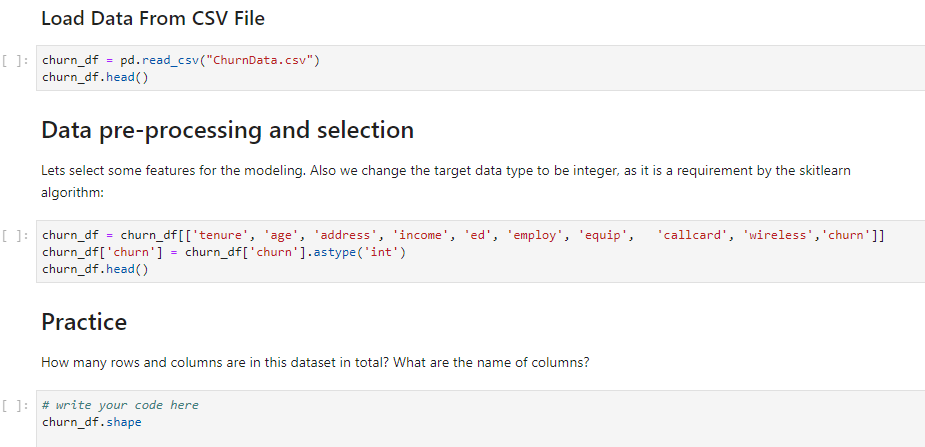 Load Data From CSV File
[ ]: churn_df = pd.read_csv("ChurnData.csv")
churn_df.head()
Data pre-processing and selection
Lets select some features for the modeling. Also we change the target data type to be integer, as it is a requirement by the skitlearn
algorithm:
[ ]: churn_df = churn_df[['tenure', 'age', 'address', 'income', 'ed', 'employ', 'equip',   'callcard', 'wireless','churn']]
churn_df['churn'] = churn_df['churn'].astype('int')
churn_df.head()
Practice
How many rows and columns are in this dataset in total? What are the name of columns?
[ ]: # write your code here
churn_df.shape